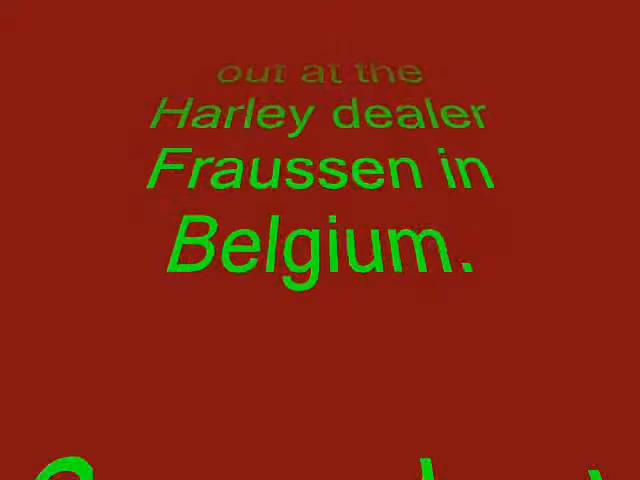 out at the
Harley dealer
Fraussen in
Belgium.